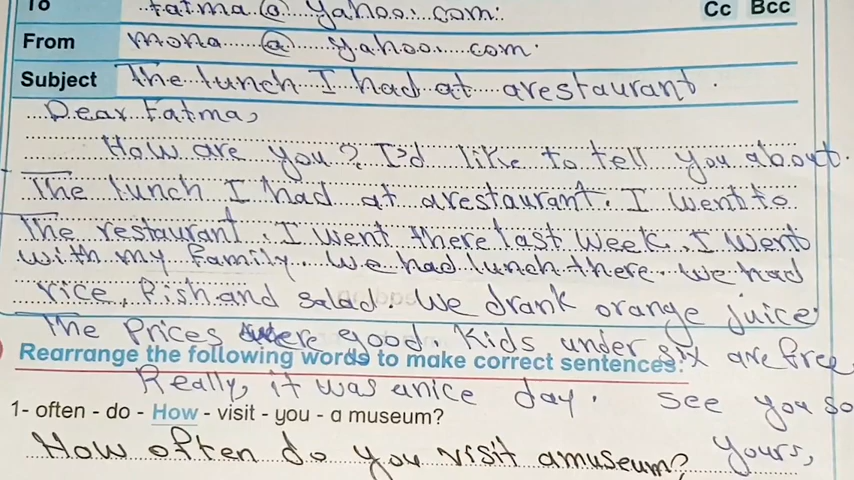 To fatma@yahoo.com. Cc Bcc
From mona@yahoo.com.
Subject The lunch I had at arestaurant.
Dear Fatma,
How are you? I'd like to tell you about
The lunch I had at arestaurant. I went to
The restaurant. I went there last week. I went
with my family. We had lunch there. We had
rice, Fish and salad. We drank orange juice
The Prices were good. Kids under six are free
Rearrange the following words to make correct sentences:
Really, it was anice day. See you so
1- often - do - How - visit - you - a museum?
How often do you visit amuseum? Yours,